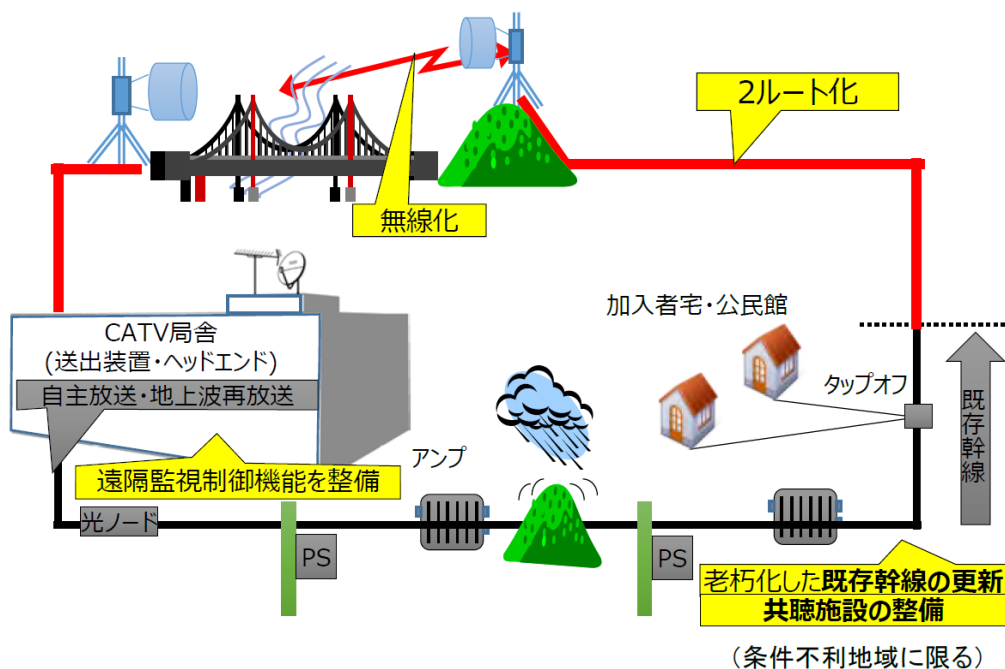 2ルート化
無線化
加入者宅・公民館
CATV局舎
(送出装置・ヘッドエンド)
自主放送・地上波再放送
タップオフ
既存幹線
アンプ
遠隔監視制御機能を整備
光ノード
PS
PS
老朽化した既存幹線の更新
共聴施設の整備
(条件不利地域に限る)